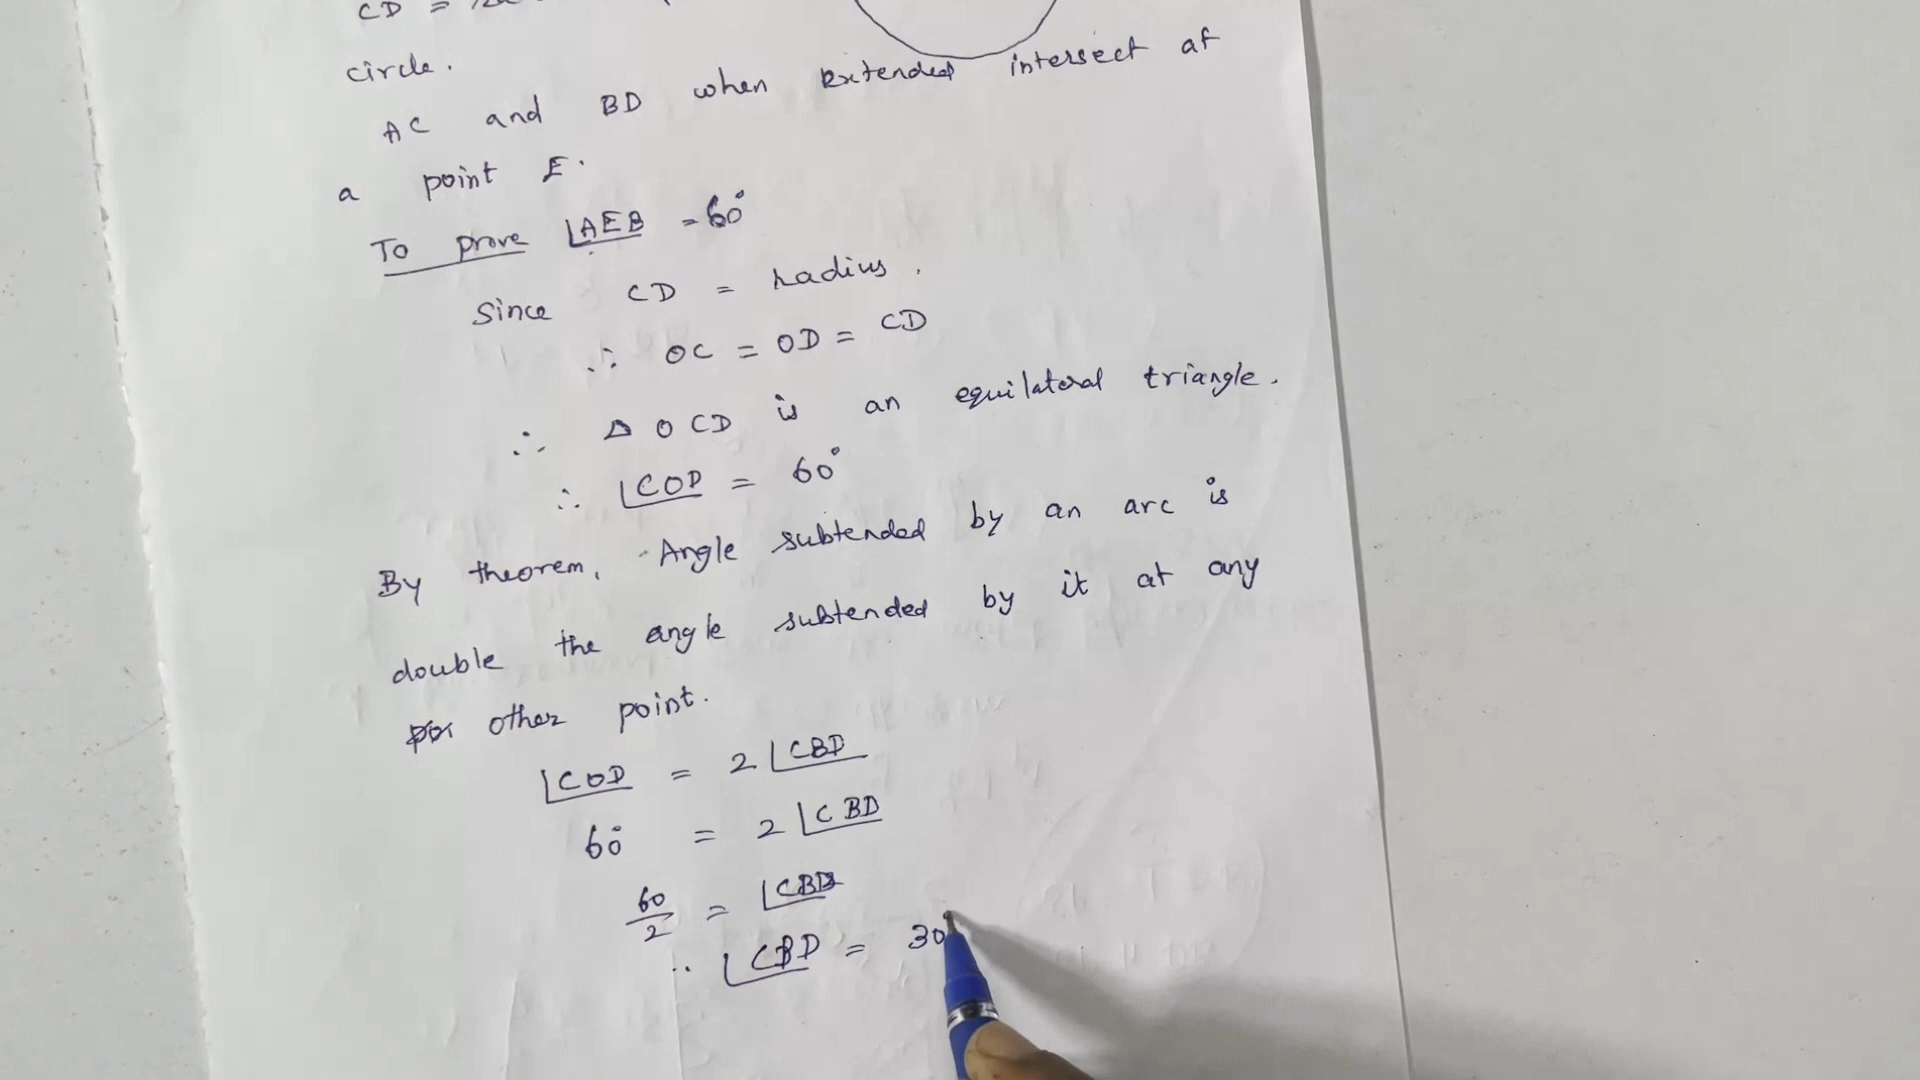 CD =
circle.
AC and BD when Extended intersect at
a point E.
To prove ∠AEB = 60°
Since CD = radius.
∴ OC = OD = CD
∴ Δ OCD is an equilateral triangle.
∴ ∠COD = 60°
By theorem, Angle subtended by an arc is
double the angle subtended by it at any
other point.
∠COD = 2∠CBD
60° = 2∠CBD
60/2 = ∠CBD
∴ ∠CBD = 30